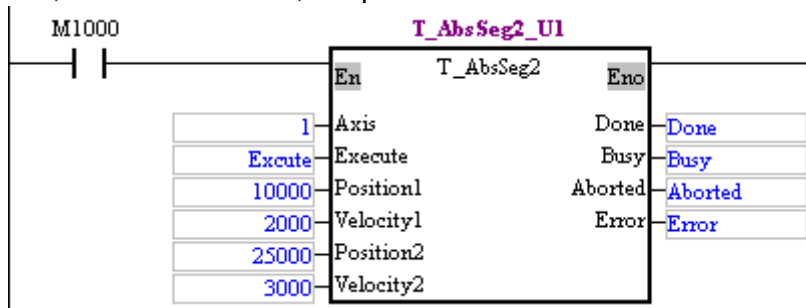 M1000 T_AbsSeg2_U1
En T_AbsSeg2 Eno
1 Axis Done Done
Excute Execute Busy Busy
10000 Position1 Aborted Aborted
2000 Velocity1 Error Error
25000 Position2
3000 Velocity2